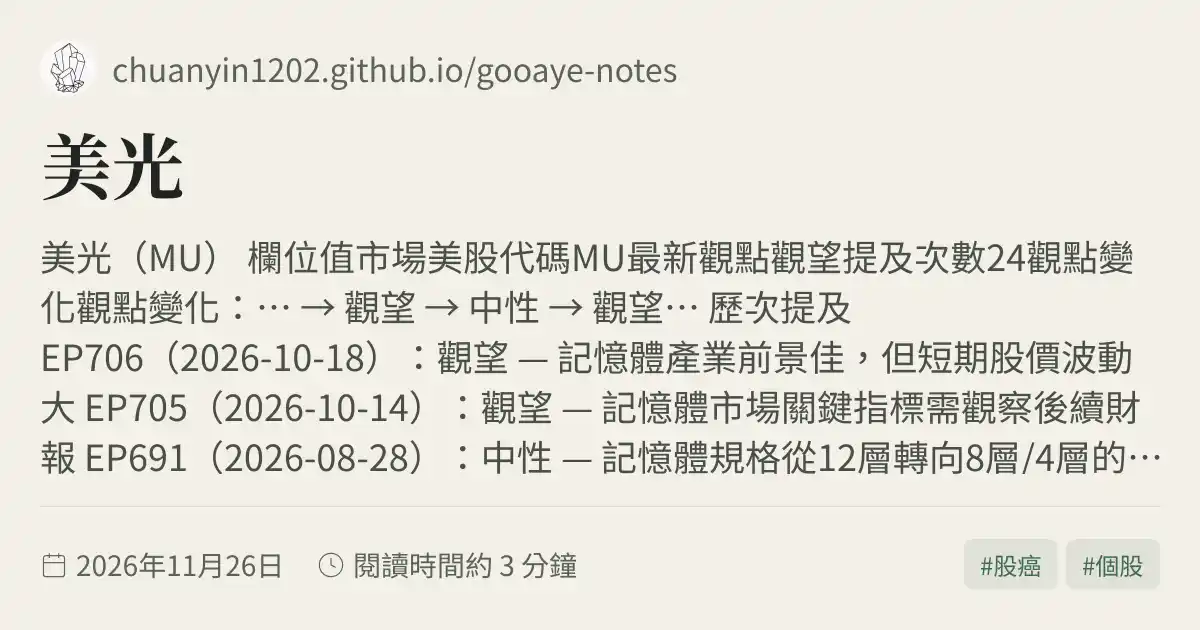 chuanyin1202.github.io/gooaye-notes
美光
美光（MU） 欄位值市場美股代碼MU最新觀點觀望提及次數24觀點變
化觀點變化：… → 觀望 → 中性 → 觀望… 歷次提及
EP706（2026-10-18）：觀望 — 記憶體產業前景佳，但短期股價波動
大 EP705（2026-10-14）：觀望 — 記憶體市場關鍵指標需觀察後續財
報 EP691（2026-08-28）：中性 — 記憶體規格從12層轉向8層/4層的…
2026年11月26日 閱讀時間約 3 分鐘 #股癌 #個股